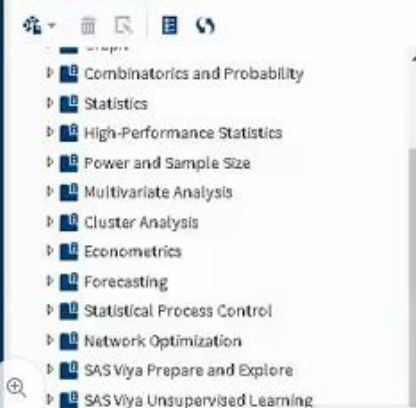 Graph
Combinatorics and Probability
Statistics
High-Performance Statistics
Power and Sample Size
Multivariate Analysis
Cluster Analysis
Econometrics
Forecasting
Statistical Process Control
Network Optimization
SAS Viya Prepare and Explore
SAS Viya Unsupervised Learning